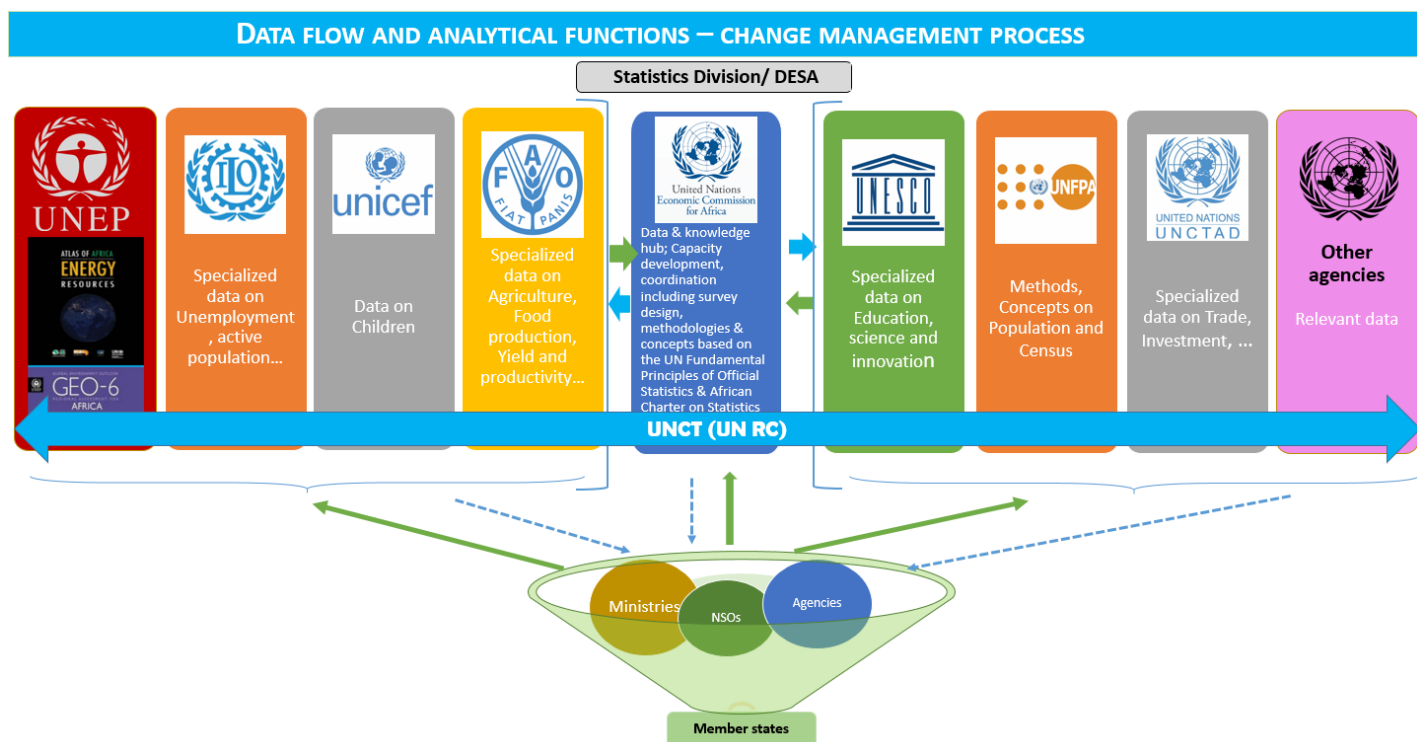 DATA FLOW AND ANALYTICAL FUNCTIONS – CHANGE MANAGEMENT PROCESS
Statistics Division/ DESA
UNEP
ATLAS OF AFRICA
ENERGY
RESOURCES
GEO-6
AFRICA
ILO
Specialized
data on
Unemployment
, active
population…
unicef
Data on
Children
F A O
FIAT PANIS
Specialized
data on
Agriculture,
Food
production,
Yield and
productivity…
United Nations
Economic Commission
for Africa
Data & knowledge
hub; Capacity
development,
coordination
including survey
design,
methodologies &
concepts based on
the UN Fundamental
Principles of Official
Statistics & African
Charter on Statistics
UNESCO
Specialized
data on
Education,
science and
innovation
UNFPA
Methods,
Concepts on
Population and
Census
UNITED NATIONS
UNCTAD
Specialized
data on Trade,
Investment, ...
Other
agencies
Relevant data
UNCT (UN RC)
Ministries
NSOs
Agencies
Member states